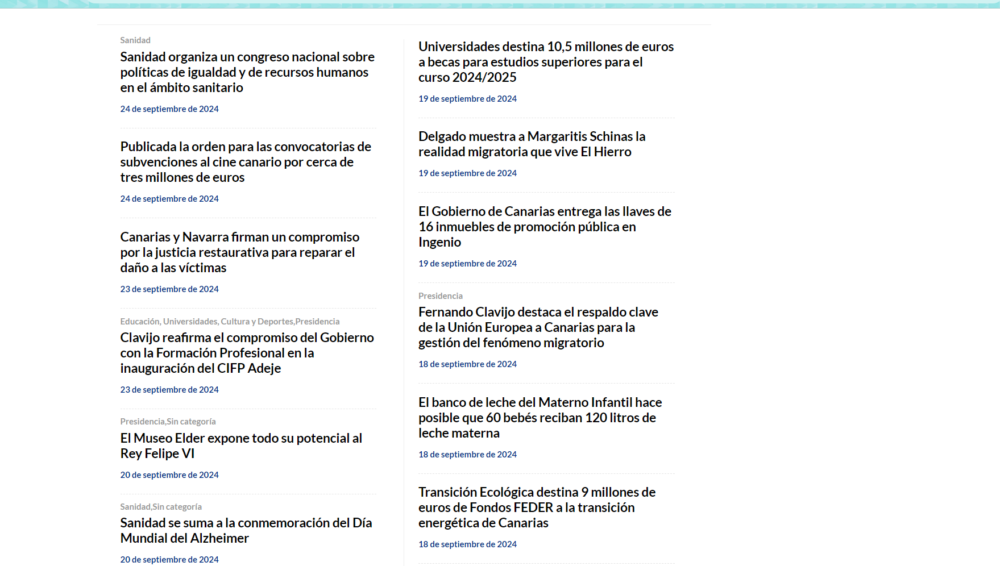 Sanidad
Sanidad organiza un congreso nacional sobre
políticas de igualdad y de recursos humanos
en el ámbito sanitario
24 de septiembre de 2024
Publicada la orden para las convocatorias de
subvenciones al cine canario por cerca de
tres millones de euros
24 de septiembre de 2024
Canarias y Navarra firman un compromiso
por la justicia restaurativa para reparar el
daño a las víctimas
23 de septiembre de 2024
Educación, Universidades, Cultura y Deportes,Presidencia
Clavijo reafirma el compromiso del Gobierno
con la Formación Profesional en la
inauguración del CIFP Adeje
23 de septiembre de 2024
Presidencia,Sin categoría
El Museo Elder expone todo su potencial al
Rey Felipe VI
20 de septiembre de 2024
Sanidad,Sin categoría
Sanidad se suma a la conmemoración del Día
Mundial del Alzheimer
20 de septiembre de 2024
Universidades destina 10,5 millones de euros
a becas para estudios superiores para el
curso 2024/2025
19 de septiembre de 2024
Delgado muestra a Margaritis Schinas la
realidad migratoria que vive El Hierro
19 de septiembre de 2024
El Gobierno de Canarias entrega las llaves de
16 inmuebles de promoción pública en
Ingenio
19 de septiembre de 2024
Presidencia
Fernando Clavijo destaca el respaldo clave
de la Unión Europea a Canarias para la
gestión del fenómeno migratorio
18 de septiembre de 2024
El banco de leche del Materno Infantil hace
posible que 60 bebés reciban 120 litros de
leche materna
18 de septiembre de 2024
Transición Ecológica destina 9 millones de
euros de Fondos FEDER a la transición
energética de Canarias
18 de septiembre de 2024